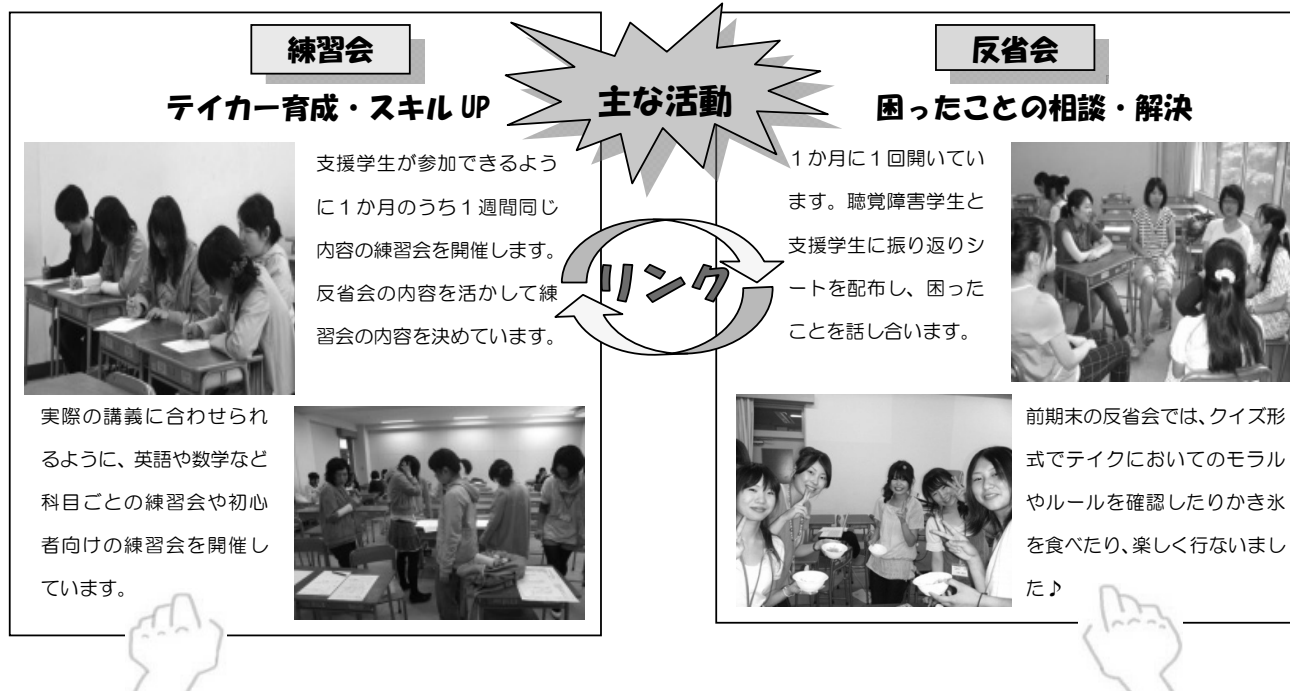 練習会
テイカー育成・スキル UP
支援学生が参加できるよう
に１か月のうち１週間同じ
内容の練習会を開催します。
反省会の内容を活かして練
習会の内容を決めています。
実際の講義に合わせられ
るように、英語や数学など
科目ごとの練習会や初心
者向けの練習会を開催し
ています。
主な活動
リンク
反省会
困ったことの相談・解決
１か月に１回開いてい
ます。聴覚障害学生と
支援学生に振り返りシ
ートを配布し、困った
ことを話し合います。
前期末の反省会では、クイズ形
式でテイクにおいてのモラル
やルールを確認したりかき氷
を食べたり、楽しく行ないまし
た♪